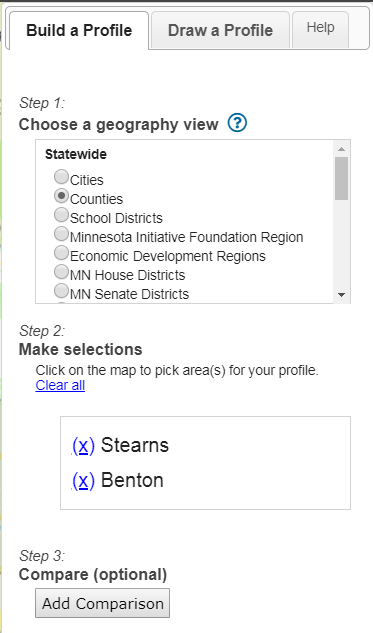 Build a Profile Draw a Profile Help
Step 1:
Choose a geography view ?
Statewide
Cities
Counties
School Districts
Minnesota Initiative Foundation Region
Economic Development Regions
MN House Districts
MN Senate Districts
Step 2:
Make selections
Click on the map to pick area(s) for your profile.
Clear all
(x) Stearns
(x) Benton
Step 3:
Compare (optional)
Add Comparison